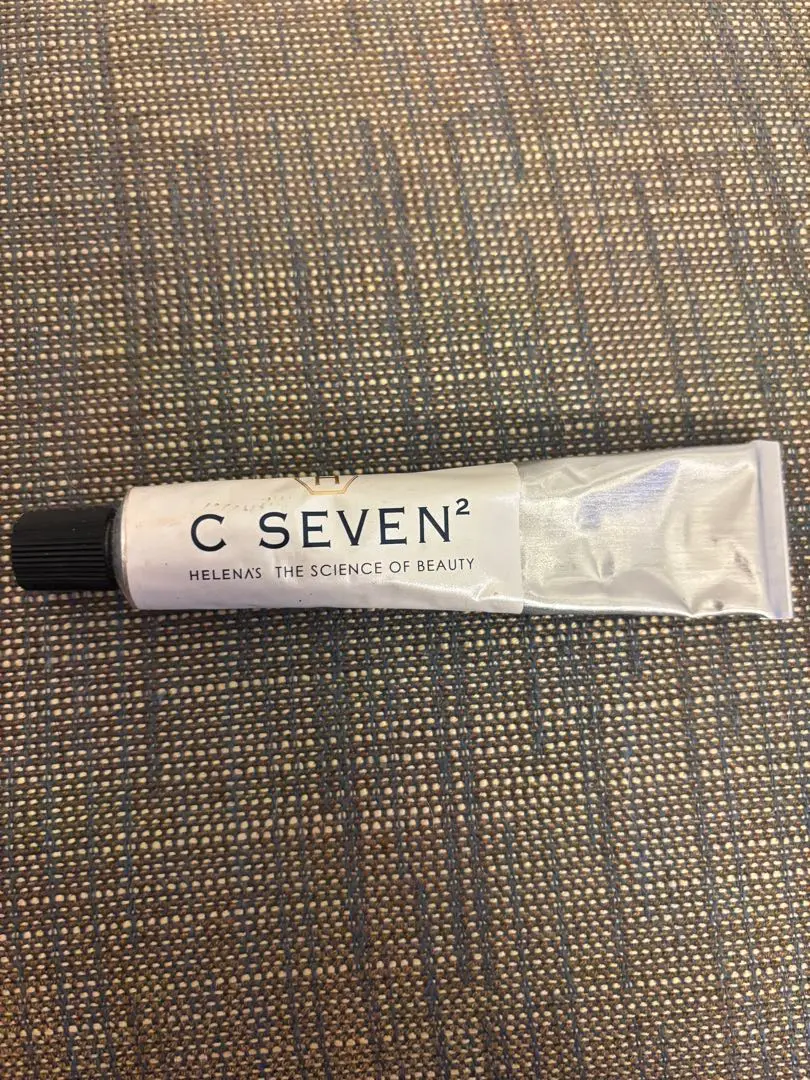 H
C SEVEN²
HELENA'S THE SCIENCE OF BEAUTY